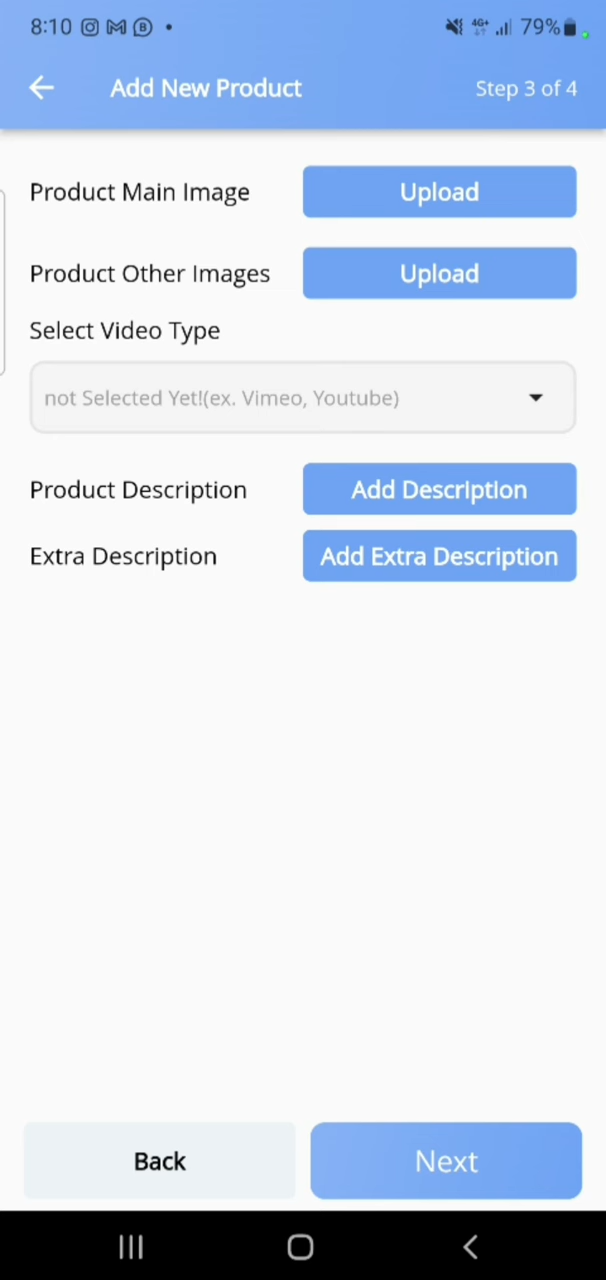 8:10 79%
Add New Product Step 3 of 4
Product Main Image Upload
Product Other Images Upload
Select Video Type
not Selected Yet!(ex. Vimeo, Youtube)
Product Description Add Description
Extra Description Add Extra Description
Back Next